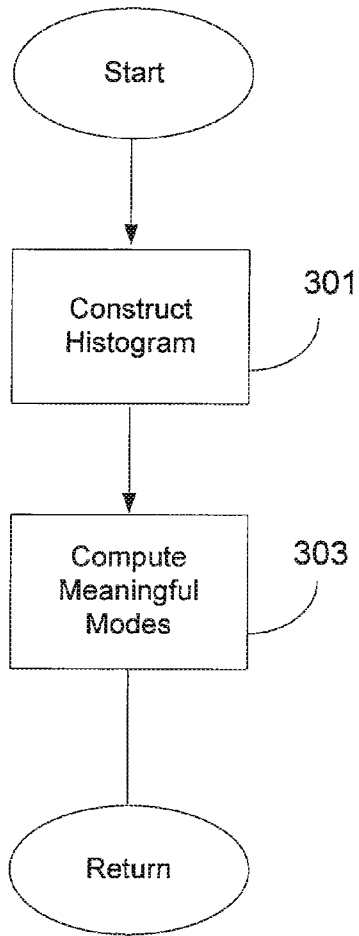 Start
Construct
Histogram
301
Compute
Meaningful
Modes
303
Return